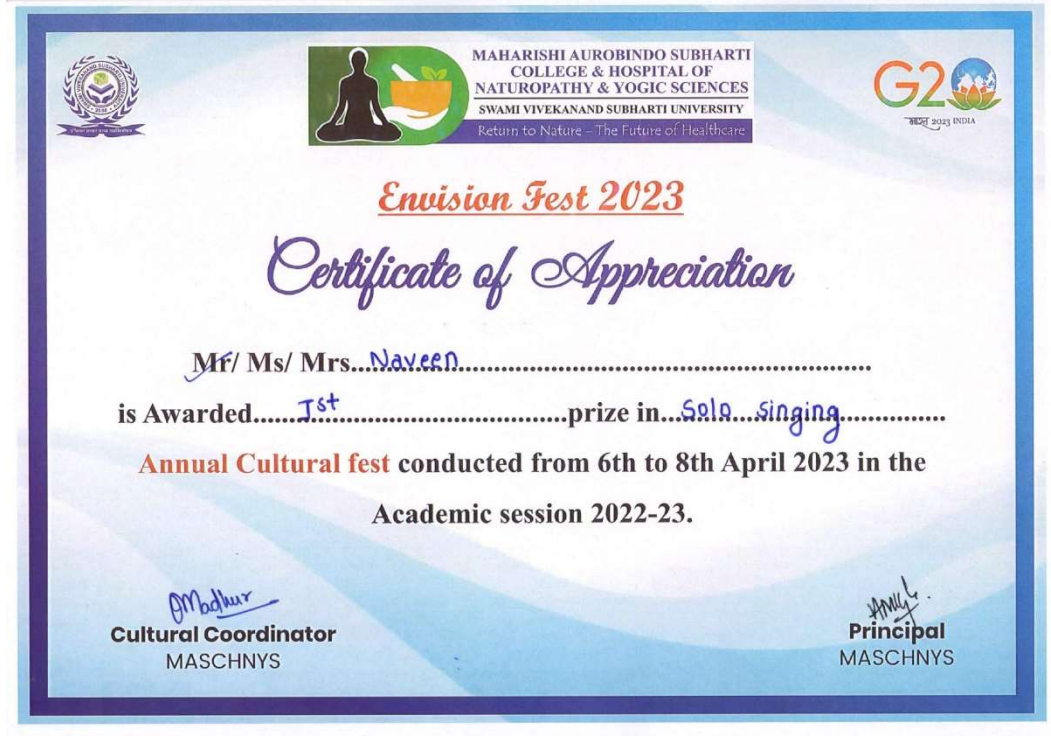 MAHARISHI AUROBINDO SUBHARTI
COLLEGE & HOSPITAL OF
NATUROPATHY & YOGIC SCIENCES
SWAMI VIVEKANAND SUBHARTI UNIVERSITY
Return to Nature – The Future of Healthcare
G20
भारत 2023 INDIA
Envision Fest 2023
Certificate of Appreciation
Mr/ Ms/ Mrs...Naveen...
is Awarded......Ist......prize in...Solo...singing...
Annual Cultural fest conducted from 6th to 8th April 2023 in the
Academic session 2022-23.
Madhur
Cultural Coordinator
MASCHNYS
Principal
MASCHNYS